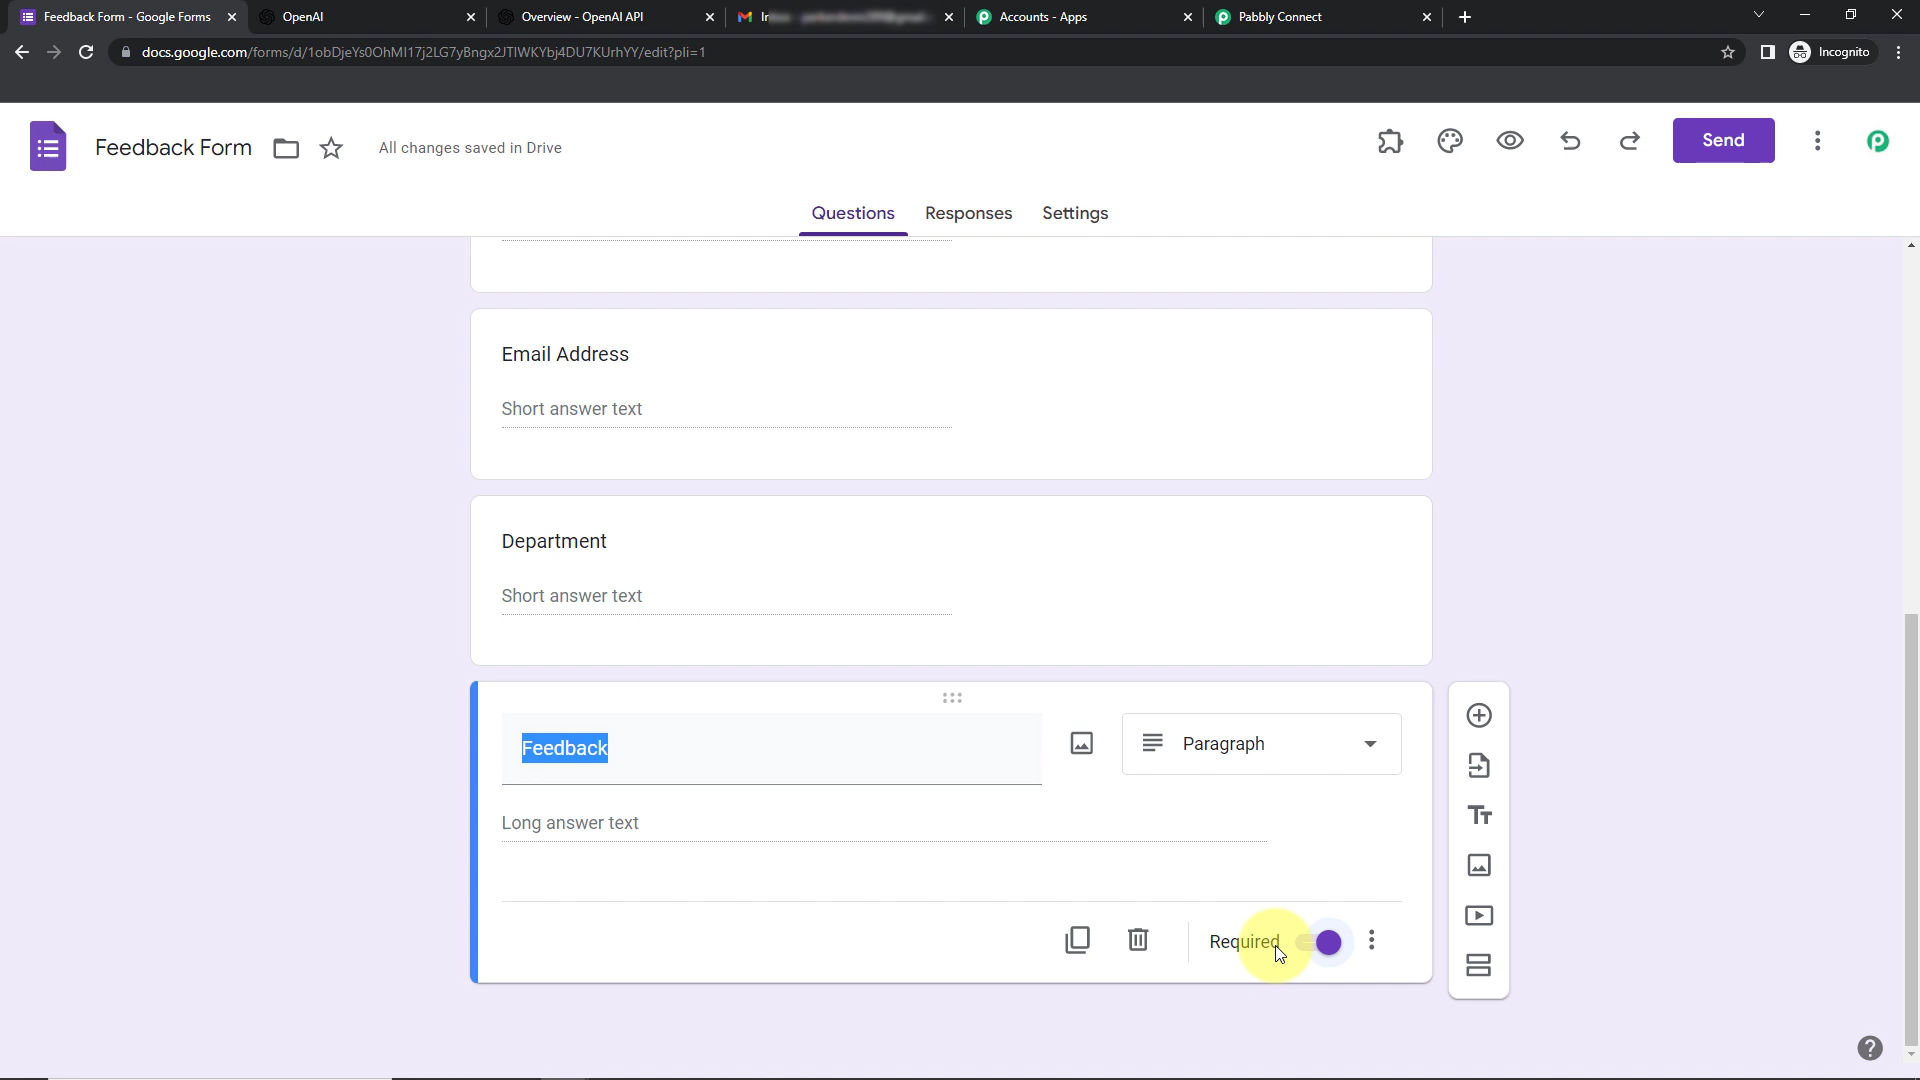 Feedback Form - Google Forms
OpenAI
Overview - OpenAI API
Accounts - Apps
Pabbly Connect
docs.google.com/forms/d/1obDjeYs0OhMI17j2LG7yBngx2JTIWKYbj4DU7KUrhYY/edit?pli=1
Incognito
Feedback Form
All changes saved in Drive
Send
Questions
Responses
Settings
Email Address
Short answer text
Department
Short answer text
Feedback
Paragraph
Long answer text
Required